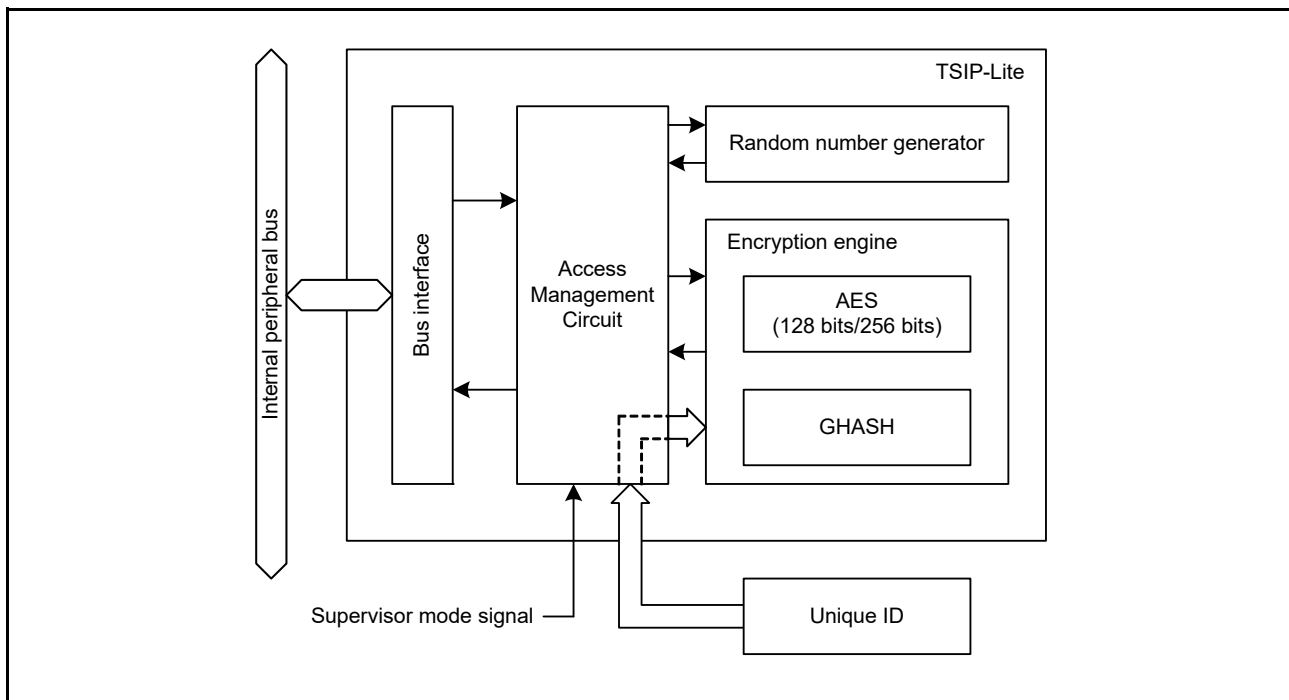 TSIP-Lite
Internal peripheral bus
Bus interface
Access
Management
Circuit
Random number generator
Encryption engine
AES
(128 bits/256 bits)
GHASH
Supervisor mode signal
Unique ID